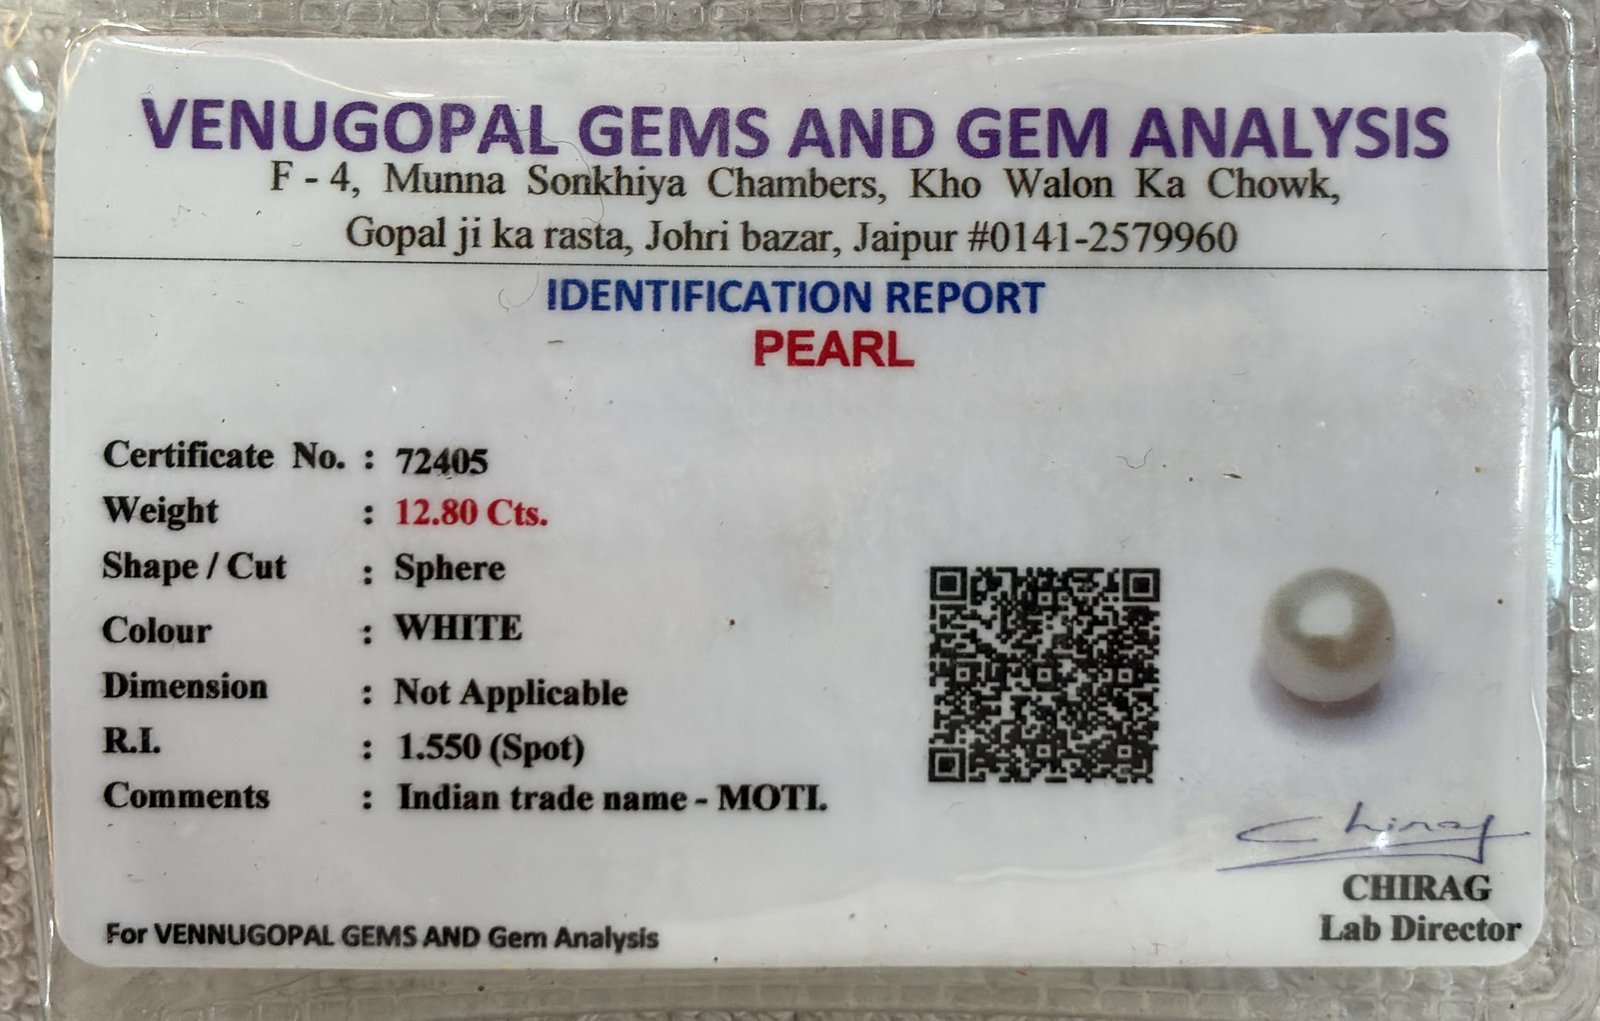 VENUGOPAL GEMS AND GEM ANALYSIS
F - 4, Munna Sonkhiya Chambers, Kho Walon Ka Chowk,
Gopal ji ka rasta, Johri bazar, Jaipur #0141-2579960
IDENTIFICATION REPORT
PEARL
Certificate No. : 72405
Weight : 12.80 Cts.
Shape / Cut : Sphere
Colour : WHITE
Dimension : Not Applicable
R.I. : 1.550 (Spot)
Comments : Indian trade name - MOTI.
Chirag
CHIRAG
Lab Director
For VENNUGOPAL GEMS AND Gem Analysis